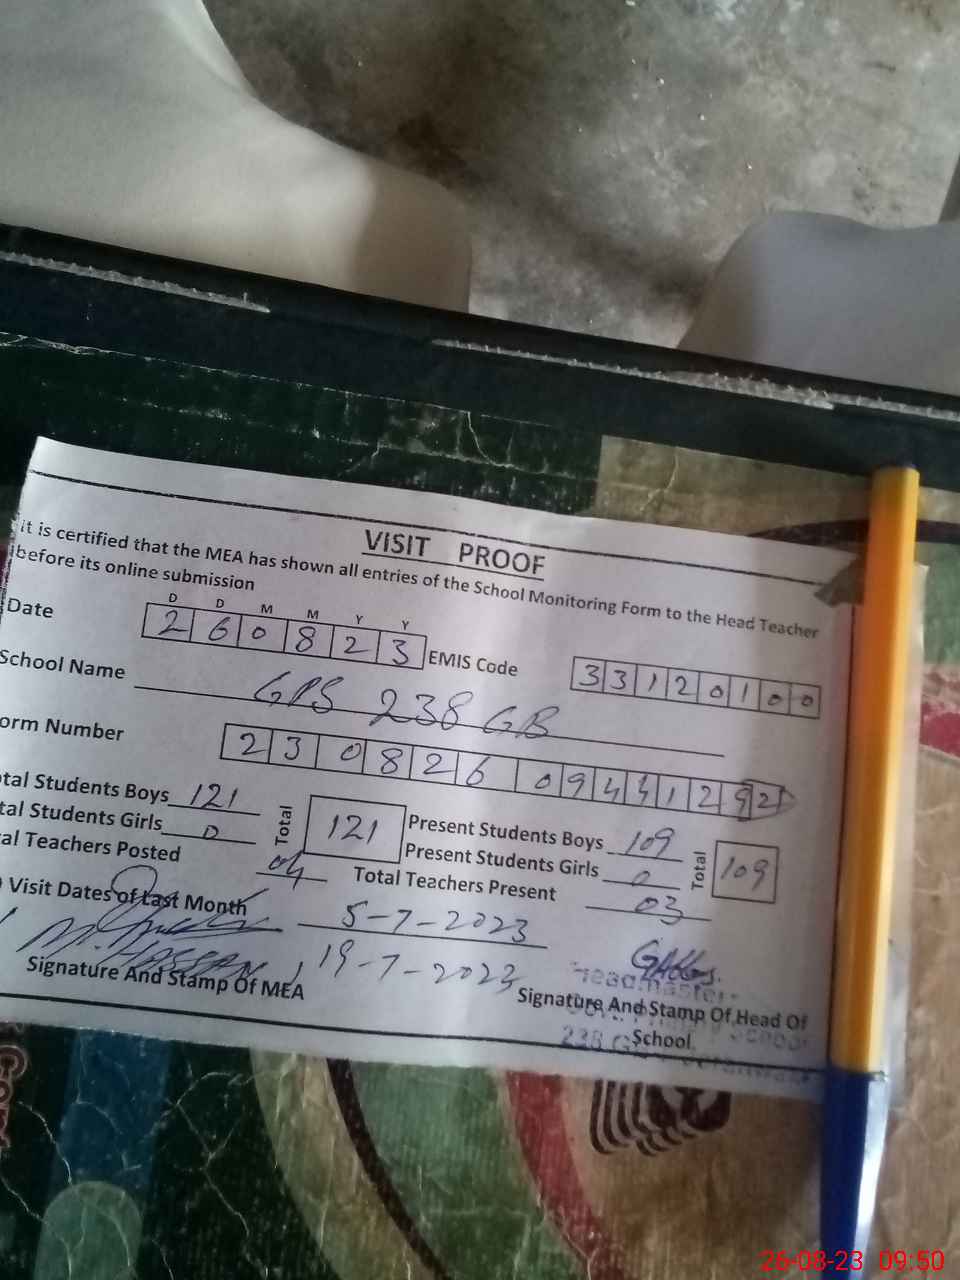 VISIT PROOF
it is certified that the MEA has shown all entries of the School Monitoring Form to the Head Teacher
before its online submission
D D M M Y Y
Date 2 6 0 8 2 3 EMIS Code 3 3 1 2 0 1 0 0
School Name GPS 238 GB
orm Number 2 3 0 8 2 6 0 9 4 4 1 2 9 2
tal Students Boys 121 Total 121 Present Students Boys 109 Total 109
tal Students Girls 0 Present Students Girls 0
al Teachers Posted 04 Total Teachers Present 03
Visit Dates of Last Month 5-7-2023
M. HASSAN, 19-7-2023
Signature And Stamp Of MEA
Headmaster
Signature And Stamp Of Head Of
School
238 G
26-08-23 09:50